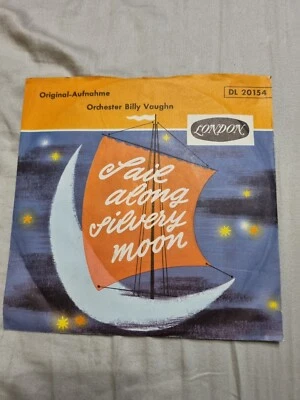 Original-Aufnahme
DL 20154
Orchester Billy Vaughn
LONDON
Sail
along
silvery
moon